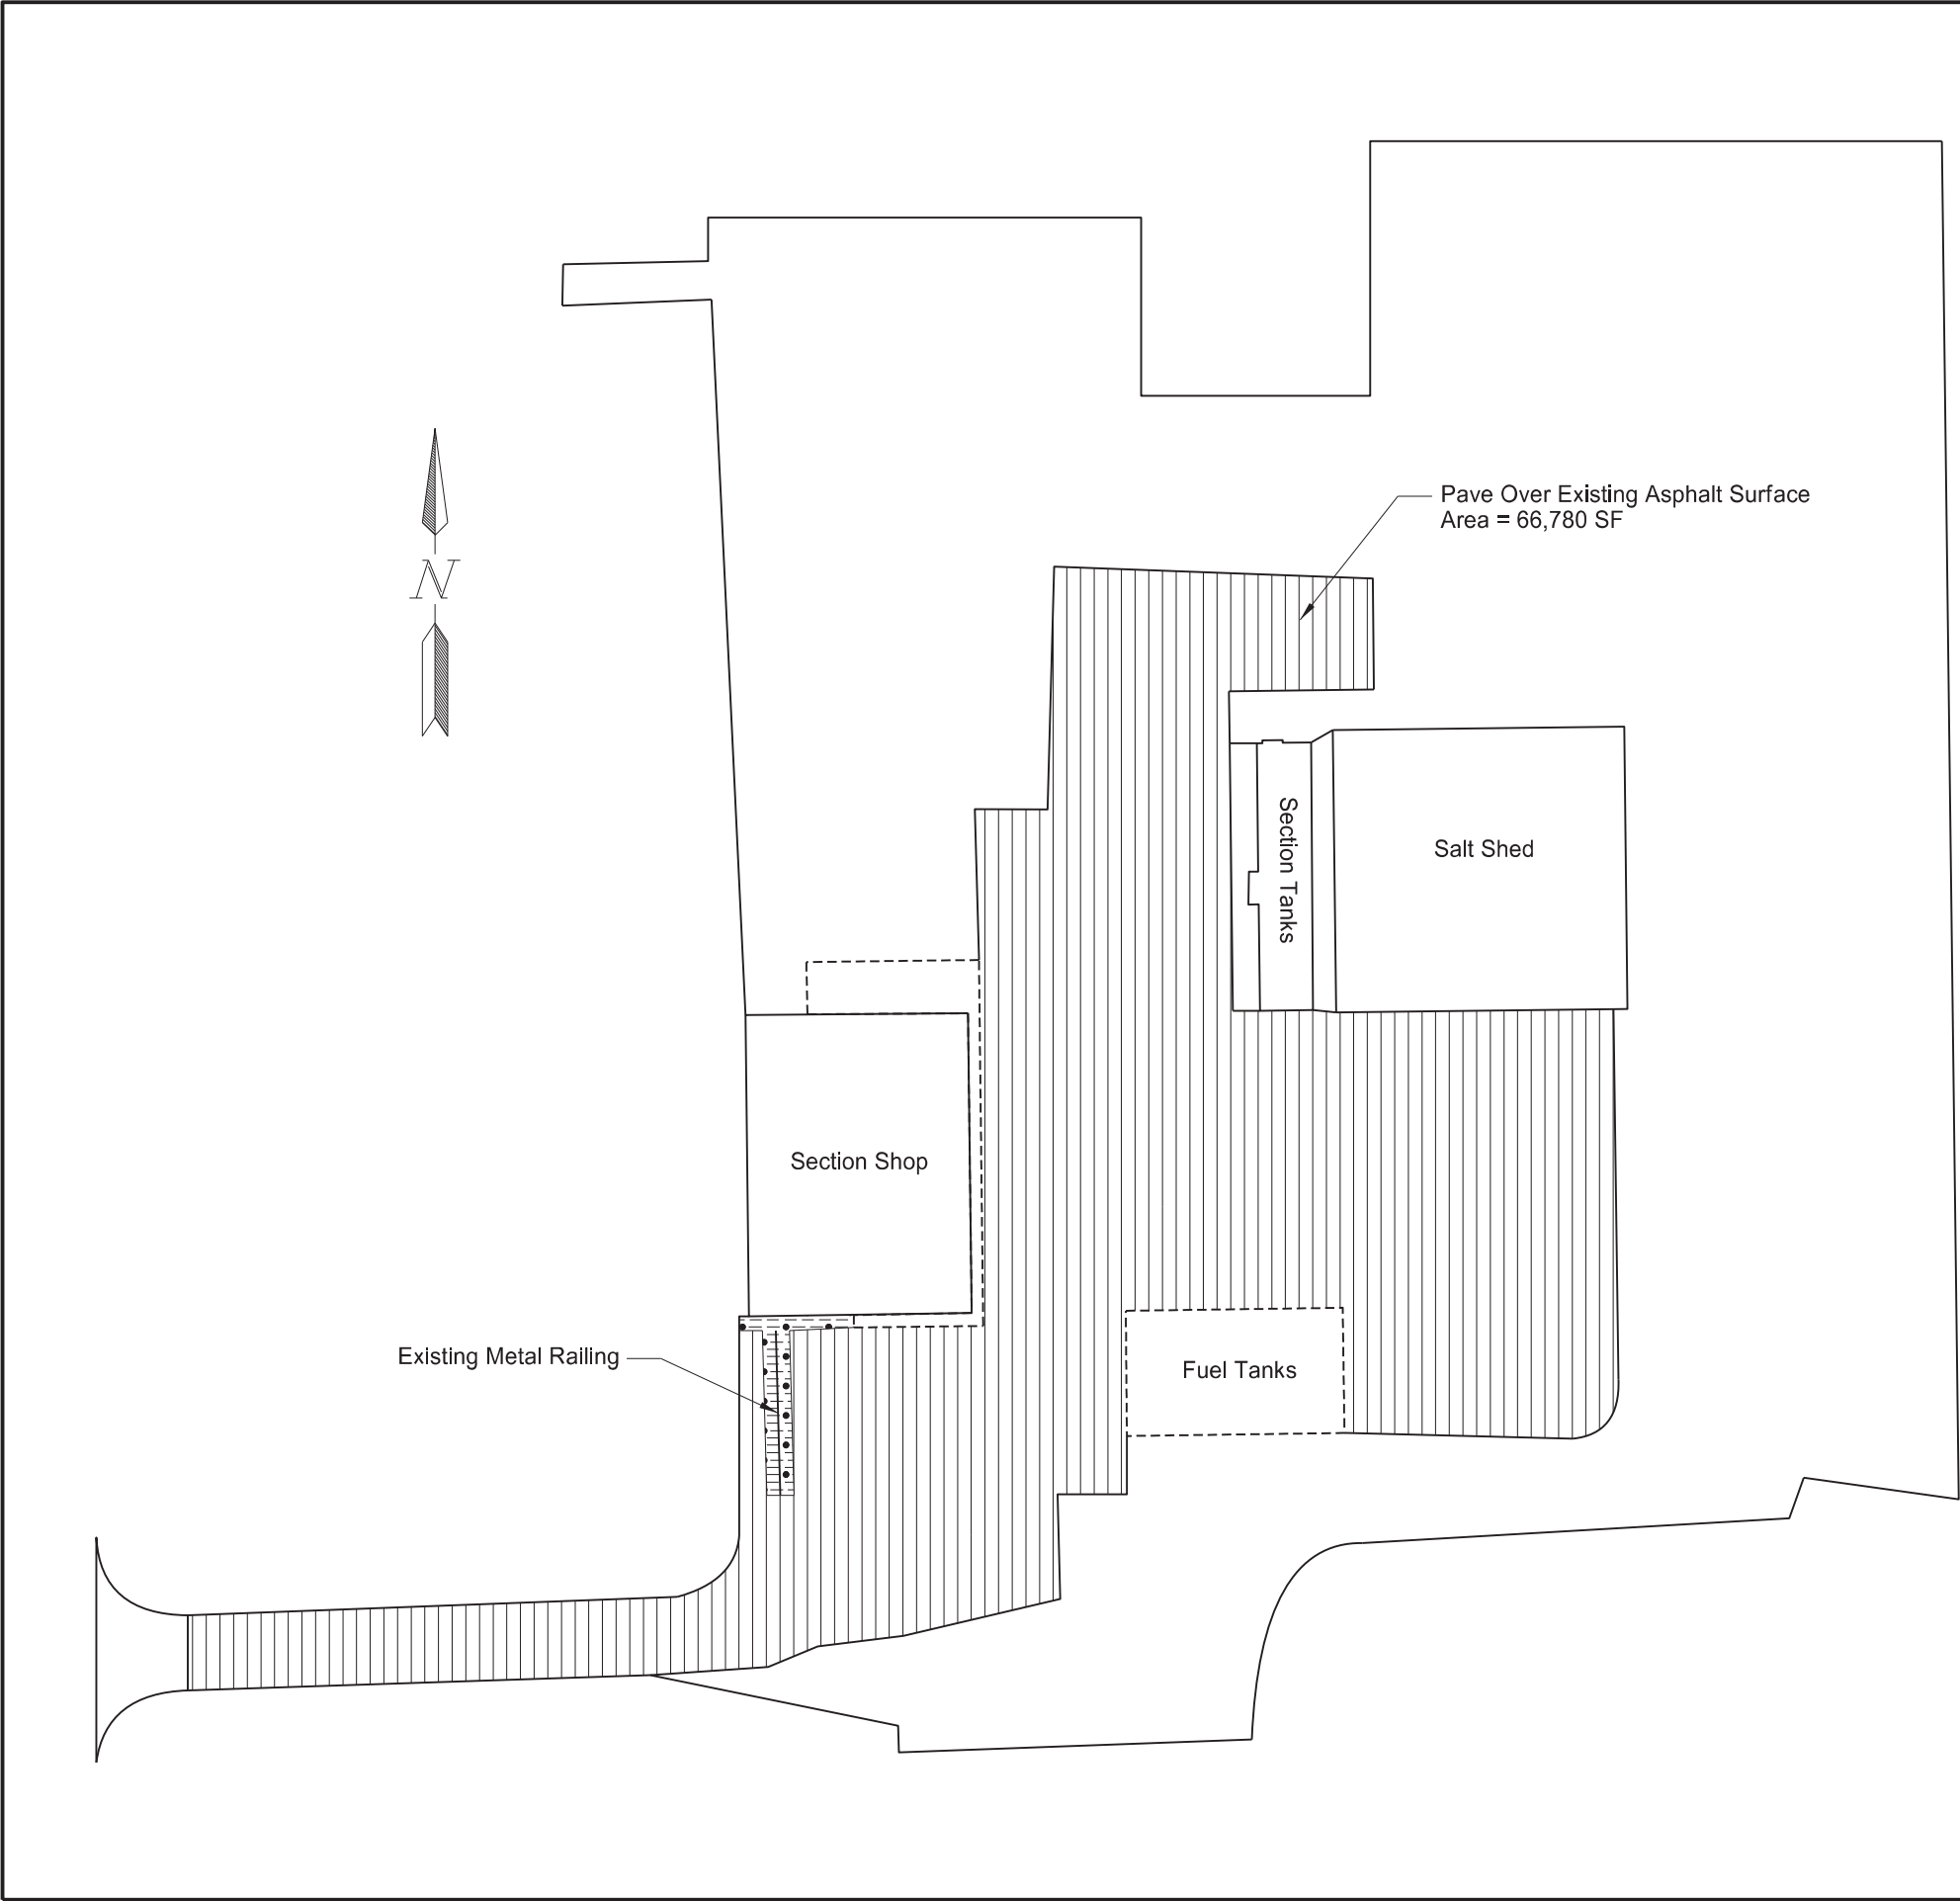 Pave Over Existing Asphalt Surface
Area = 66,780 SF
N
Section Tanks
Salt Shed
Section Shop
Existing Metal Railing
Fuel Tanks